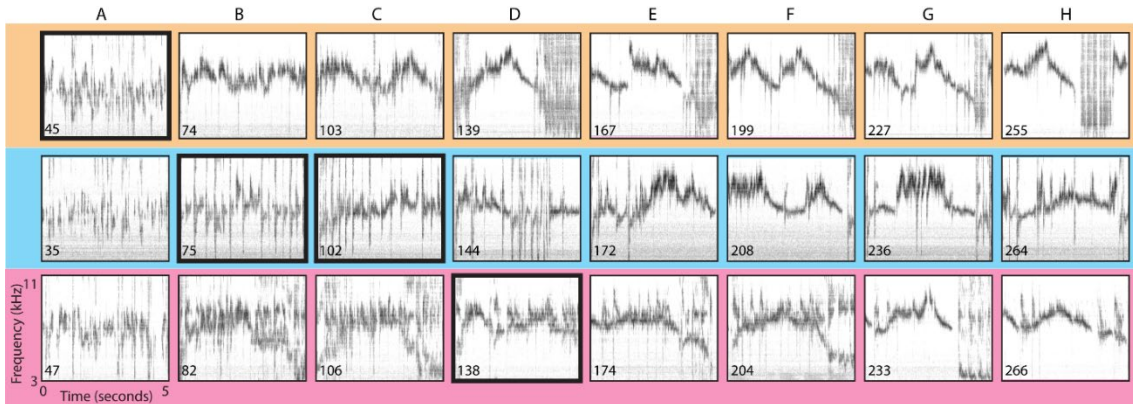 A B C D E F G H
45 74 103 139 167 199 227 255
35 75 102 144 172 208 236 264
11
Frequency (kHz)
47 82 106 138 174 204 233 266
3
0 Time (seconds) 5